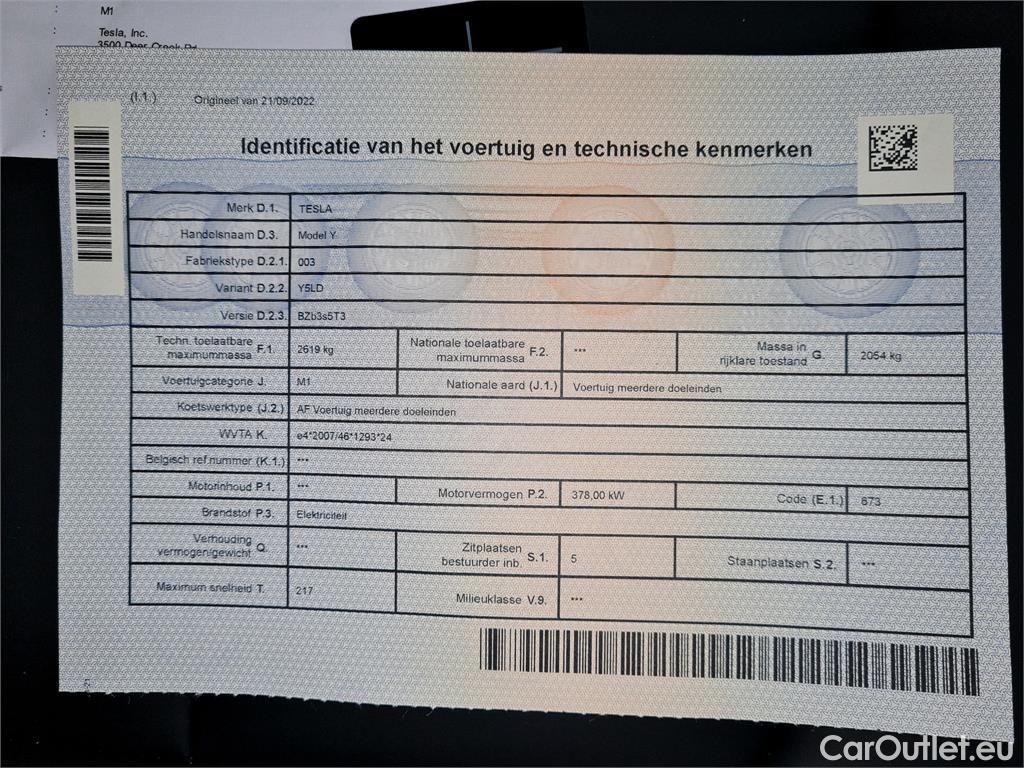 M1
Tesla, Inc.
3500 Deer Creek Rd
(I.1.) Origineel van 21/09/2022
Identificatie van het voertuig en technische kenmerken
Merk D.1. TESLA
Handelsnaam D.3. Model Y
Fabriekstype D.2.1. 003
Variant D.2.2. Y5LD
Versie D.2.3. BZb3s5T3
Techn. toelaatbare maximummassa F.1. 2619 kg Nationale toelaatbare maximummassa F.2. *** Massa in rijklare toestand G. 2054 kg
Voertuigcategorie J. M1 Nationale aard (J.1.) Voertuig meerdere doeleinden
Koetswerktype (J.2.) AF Voertuig meerdere doeleinden
WVTA K. e4*2007/46*1293*24
Belgisch ref.nummer (K.1.) ***
Motorinhoud P.1. *** Motorvermogen P.2. 378,00 kW Code (E.1.) 673
Brandstof P.3. Elektriciteit
Verhouding vermogen/gewicht Q. *** Zitplaatsen bestuurder inb. S.1. 5 Staanplaatsen S.2. ***
Maximum snelheid T. 217 Milieuklasse V.9. ***
CarOutlet.eu